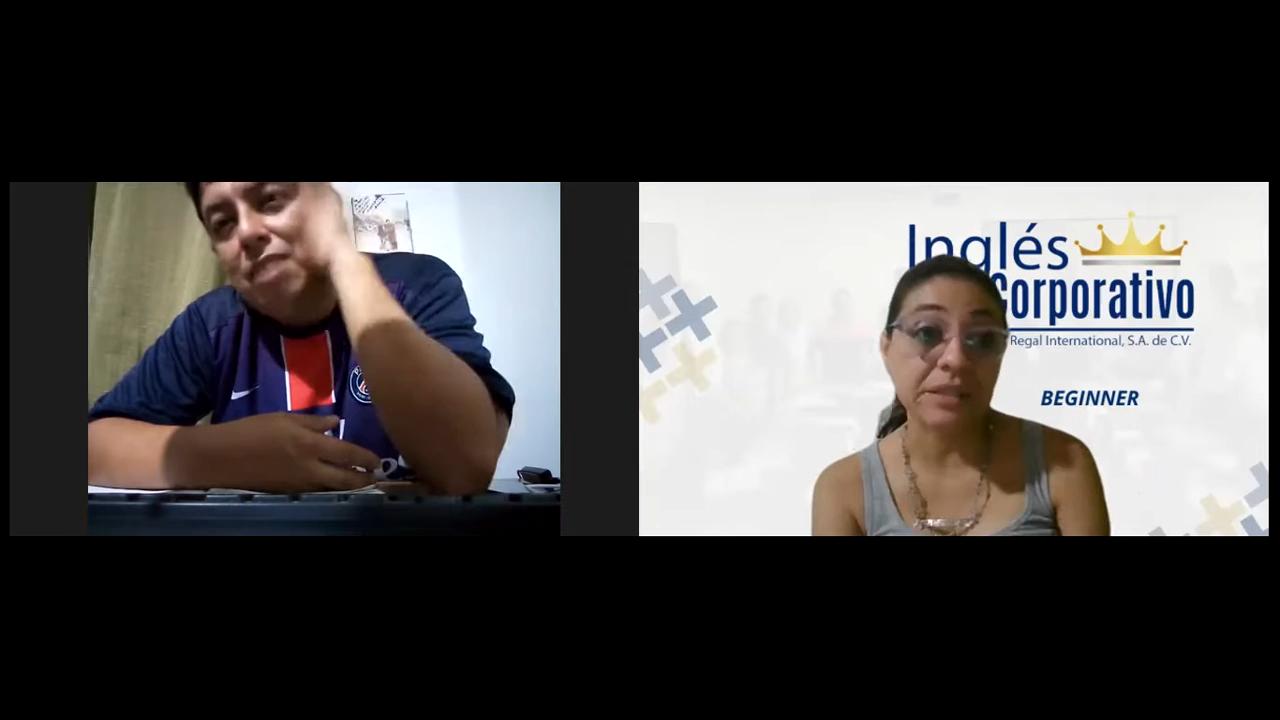 Inglés
Corporativo
Regal International, S.A. de C.V.
BEGINNER